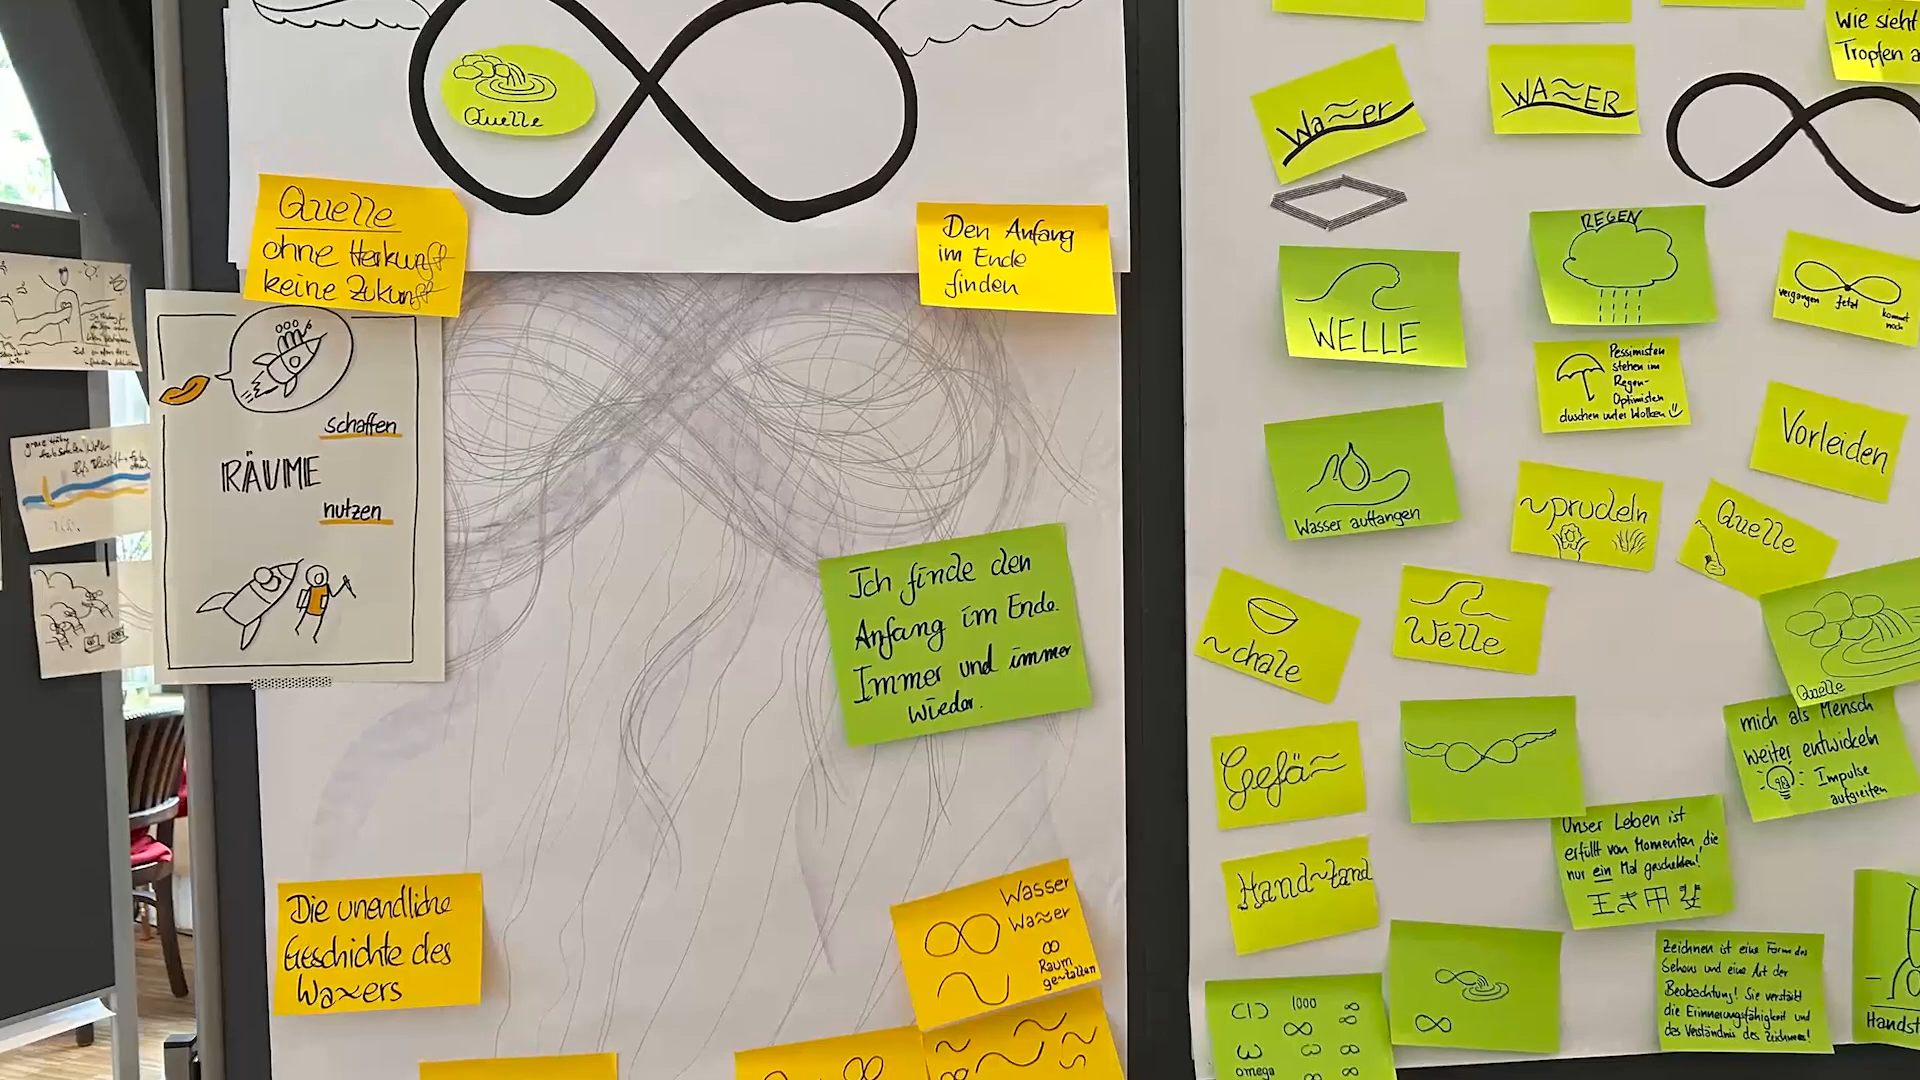 Quelle
Quelle
ohne Herkunft
keine Zukunft
Den Anfang
im Ende
finden
schaffen
RÄUME
nutzen
Ich finde den
Anfang im Ende.
Immer und immer
wieder.
Die unendliche
Geschichte des
Wa~ers
Wasser
Wa~er
∞
Raum
ge~talten
Wie sieht
Tropfen a
Wa≈er
WA≈ER
WELLE
REGEN
vergangen Jetzt kommt
noch
Pessimisten
stehen im
Regen-
Optimisten
duschen unter Wolken
Vorleiden
Wasser auffangen
~prudeln
Quelle
~chale
Welle
Quelle
Gefä~
mich als Mensch
weiter entwickeln
Impulse
aufgreifen
Unser Leben ist
erfüllt von Momenten, die
nur ein Mal geschehen!
Hand~tand
Zeichnen ist eine Form des
Sehens und eine Art der
Beobachtung! Sie verstärkt
die Erinnerungsfähigkeit und
das Verständnis des Zeichners!
Handst
CIƆ 1000 ∞
∞ ∞
ω ω ∞
omega ∞ ∞